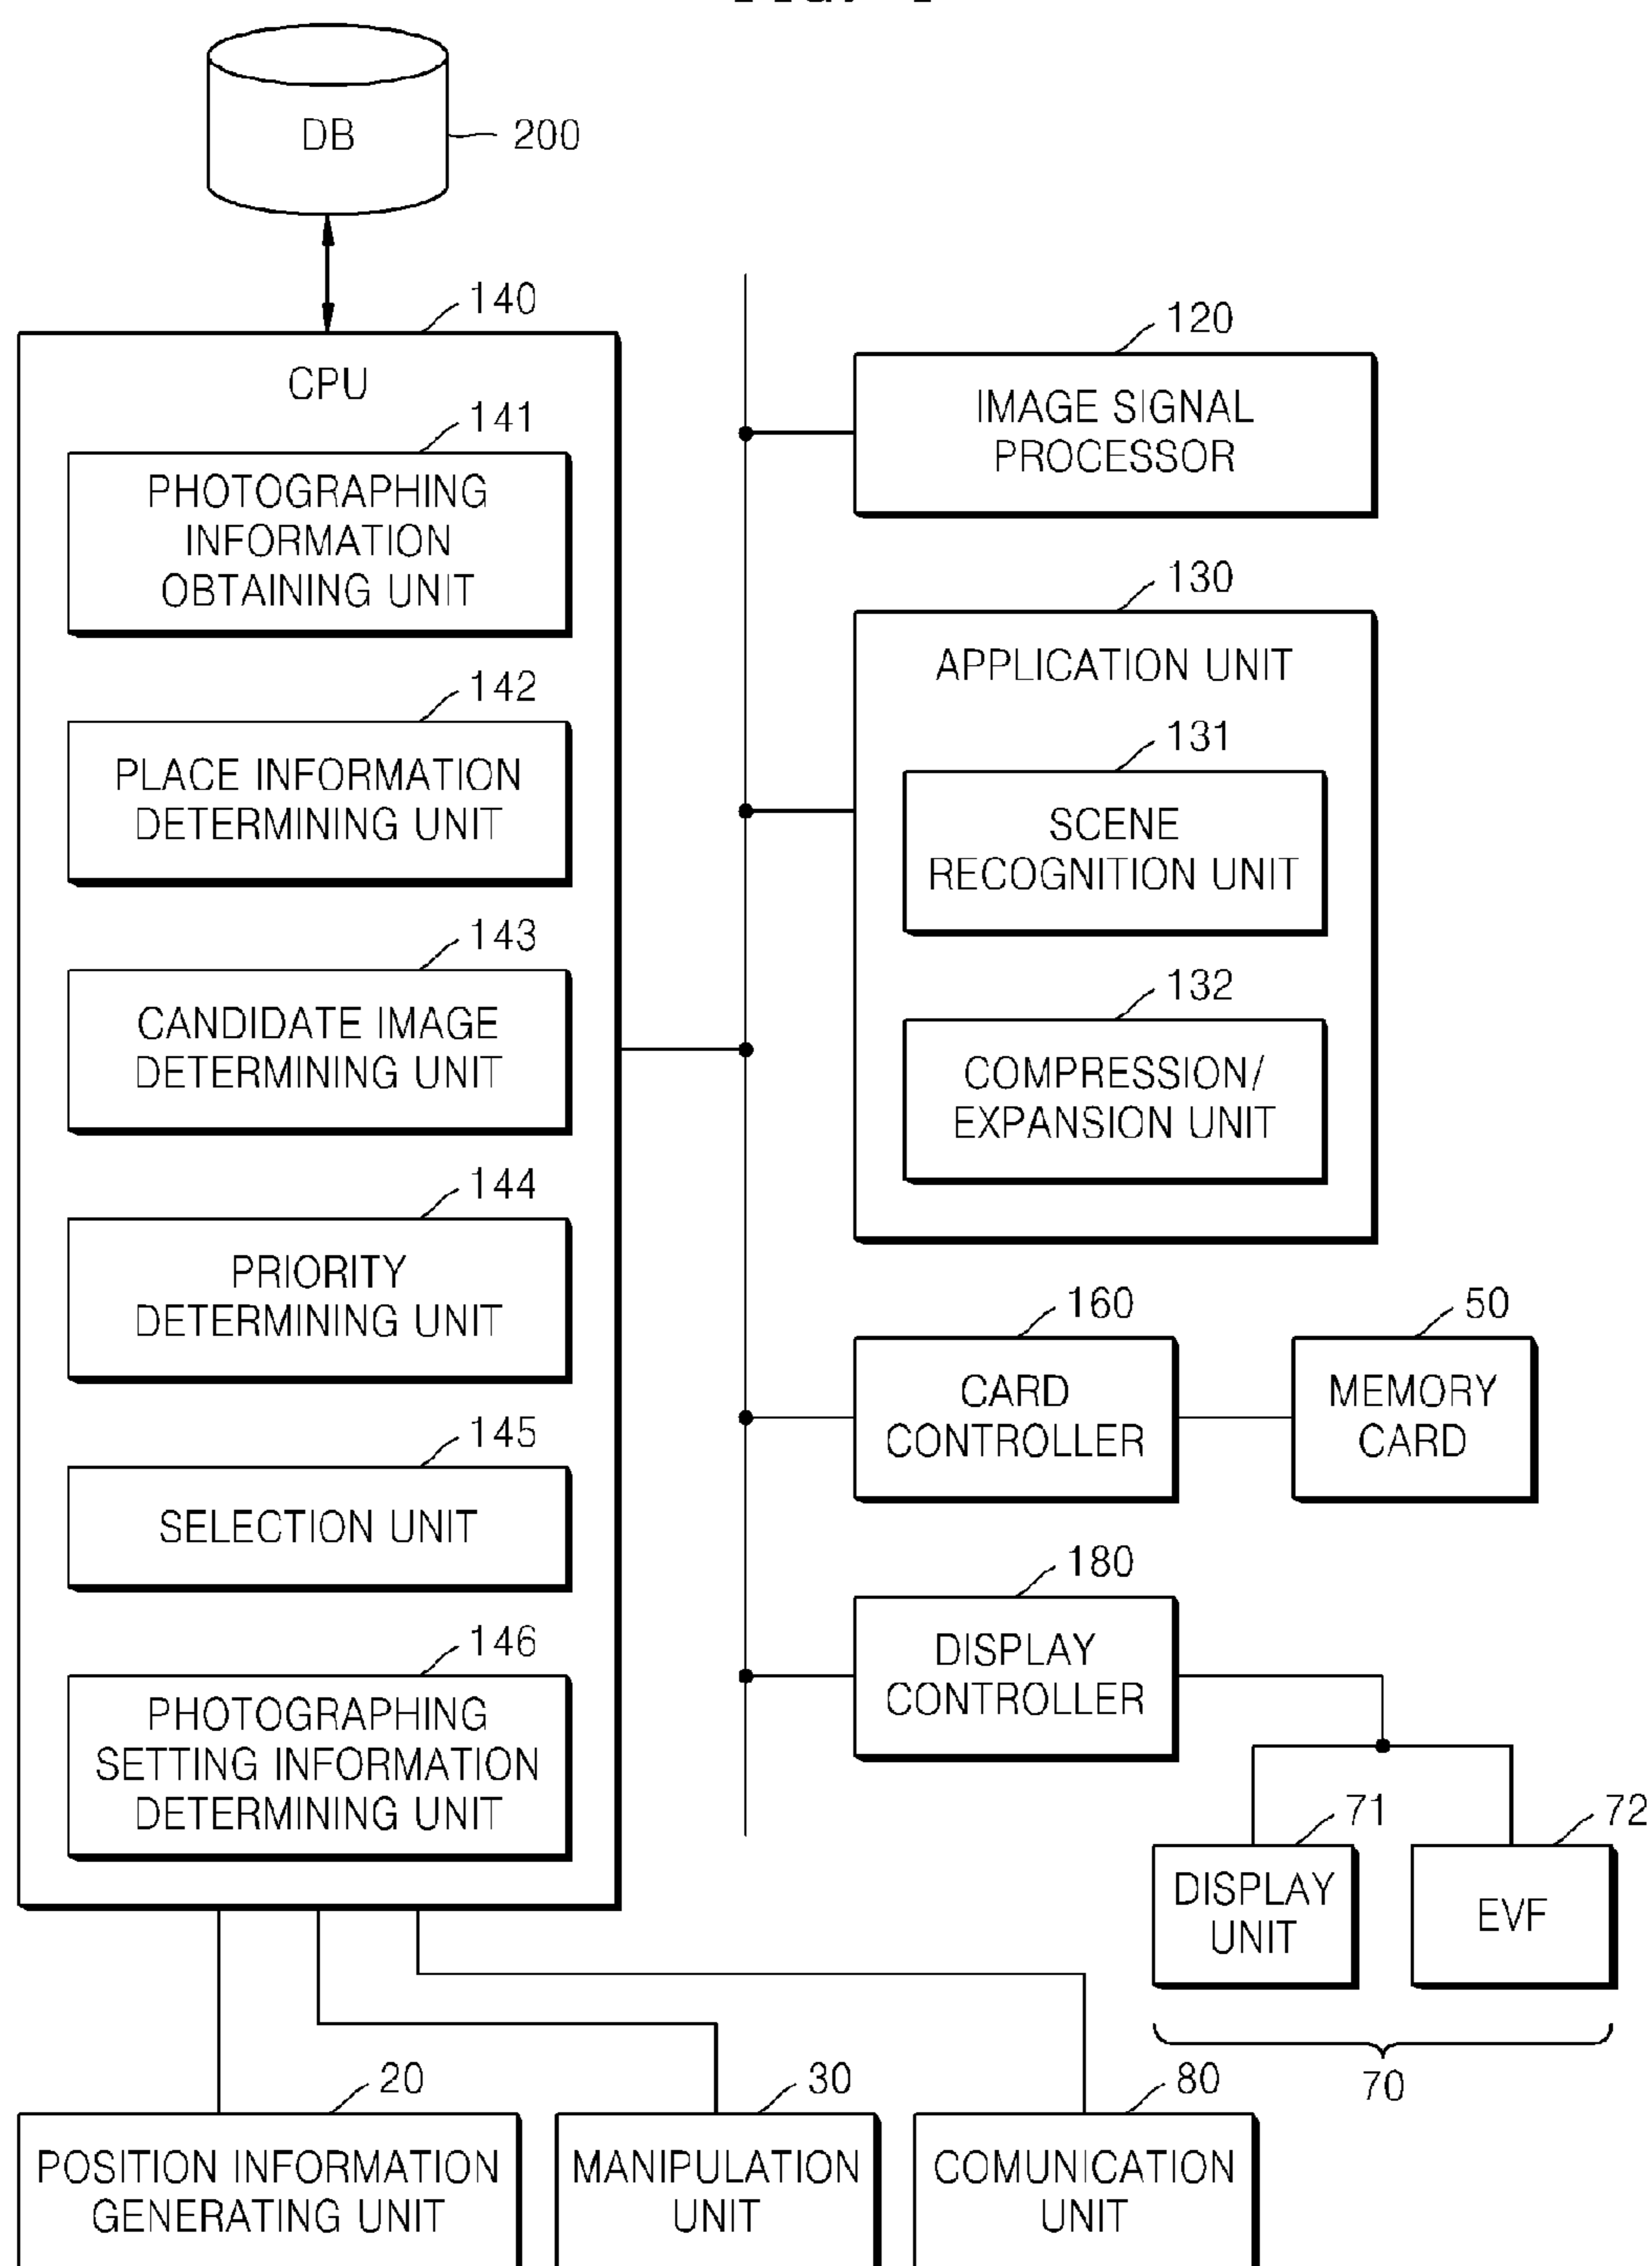 DB
200
140
CPU
141
PHOTOGRAPHING
INFORMATION
OBTAINING UNIT
142
PLACE INFORMATION
DETERMINING UNIT
143
CANDIDATE IMAGE
DETERMINING UNIT
144
PRIORITY
DETERMINING UNIT
145
SELECTION UNIT
146
PHOTOGRAPHING
SETTING INFORMATION
DETERMINING UNIT
120
IMAGE SIGNAL
PROCESSOR
130
APPLICATION UNIT
131
SCENE
RECOGNITION UNIT
132
COMPRESSION/
EXPANSION UNIT
160
CARD
CONTROLLER
50
MEMORY
CARD
180
DISPLAY
CONTROLLER
71
DISPLAY
UNIT
72
EVF
70
20
POSITION INFORMATION
GENERATING UNIT
30
MANIPULATION
UNIT
80
COMUNICATION
UNIT